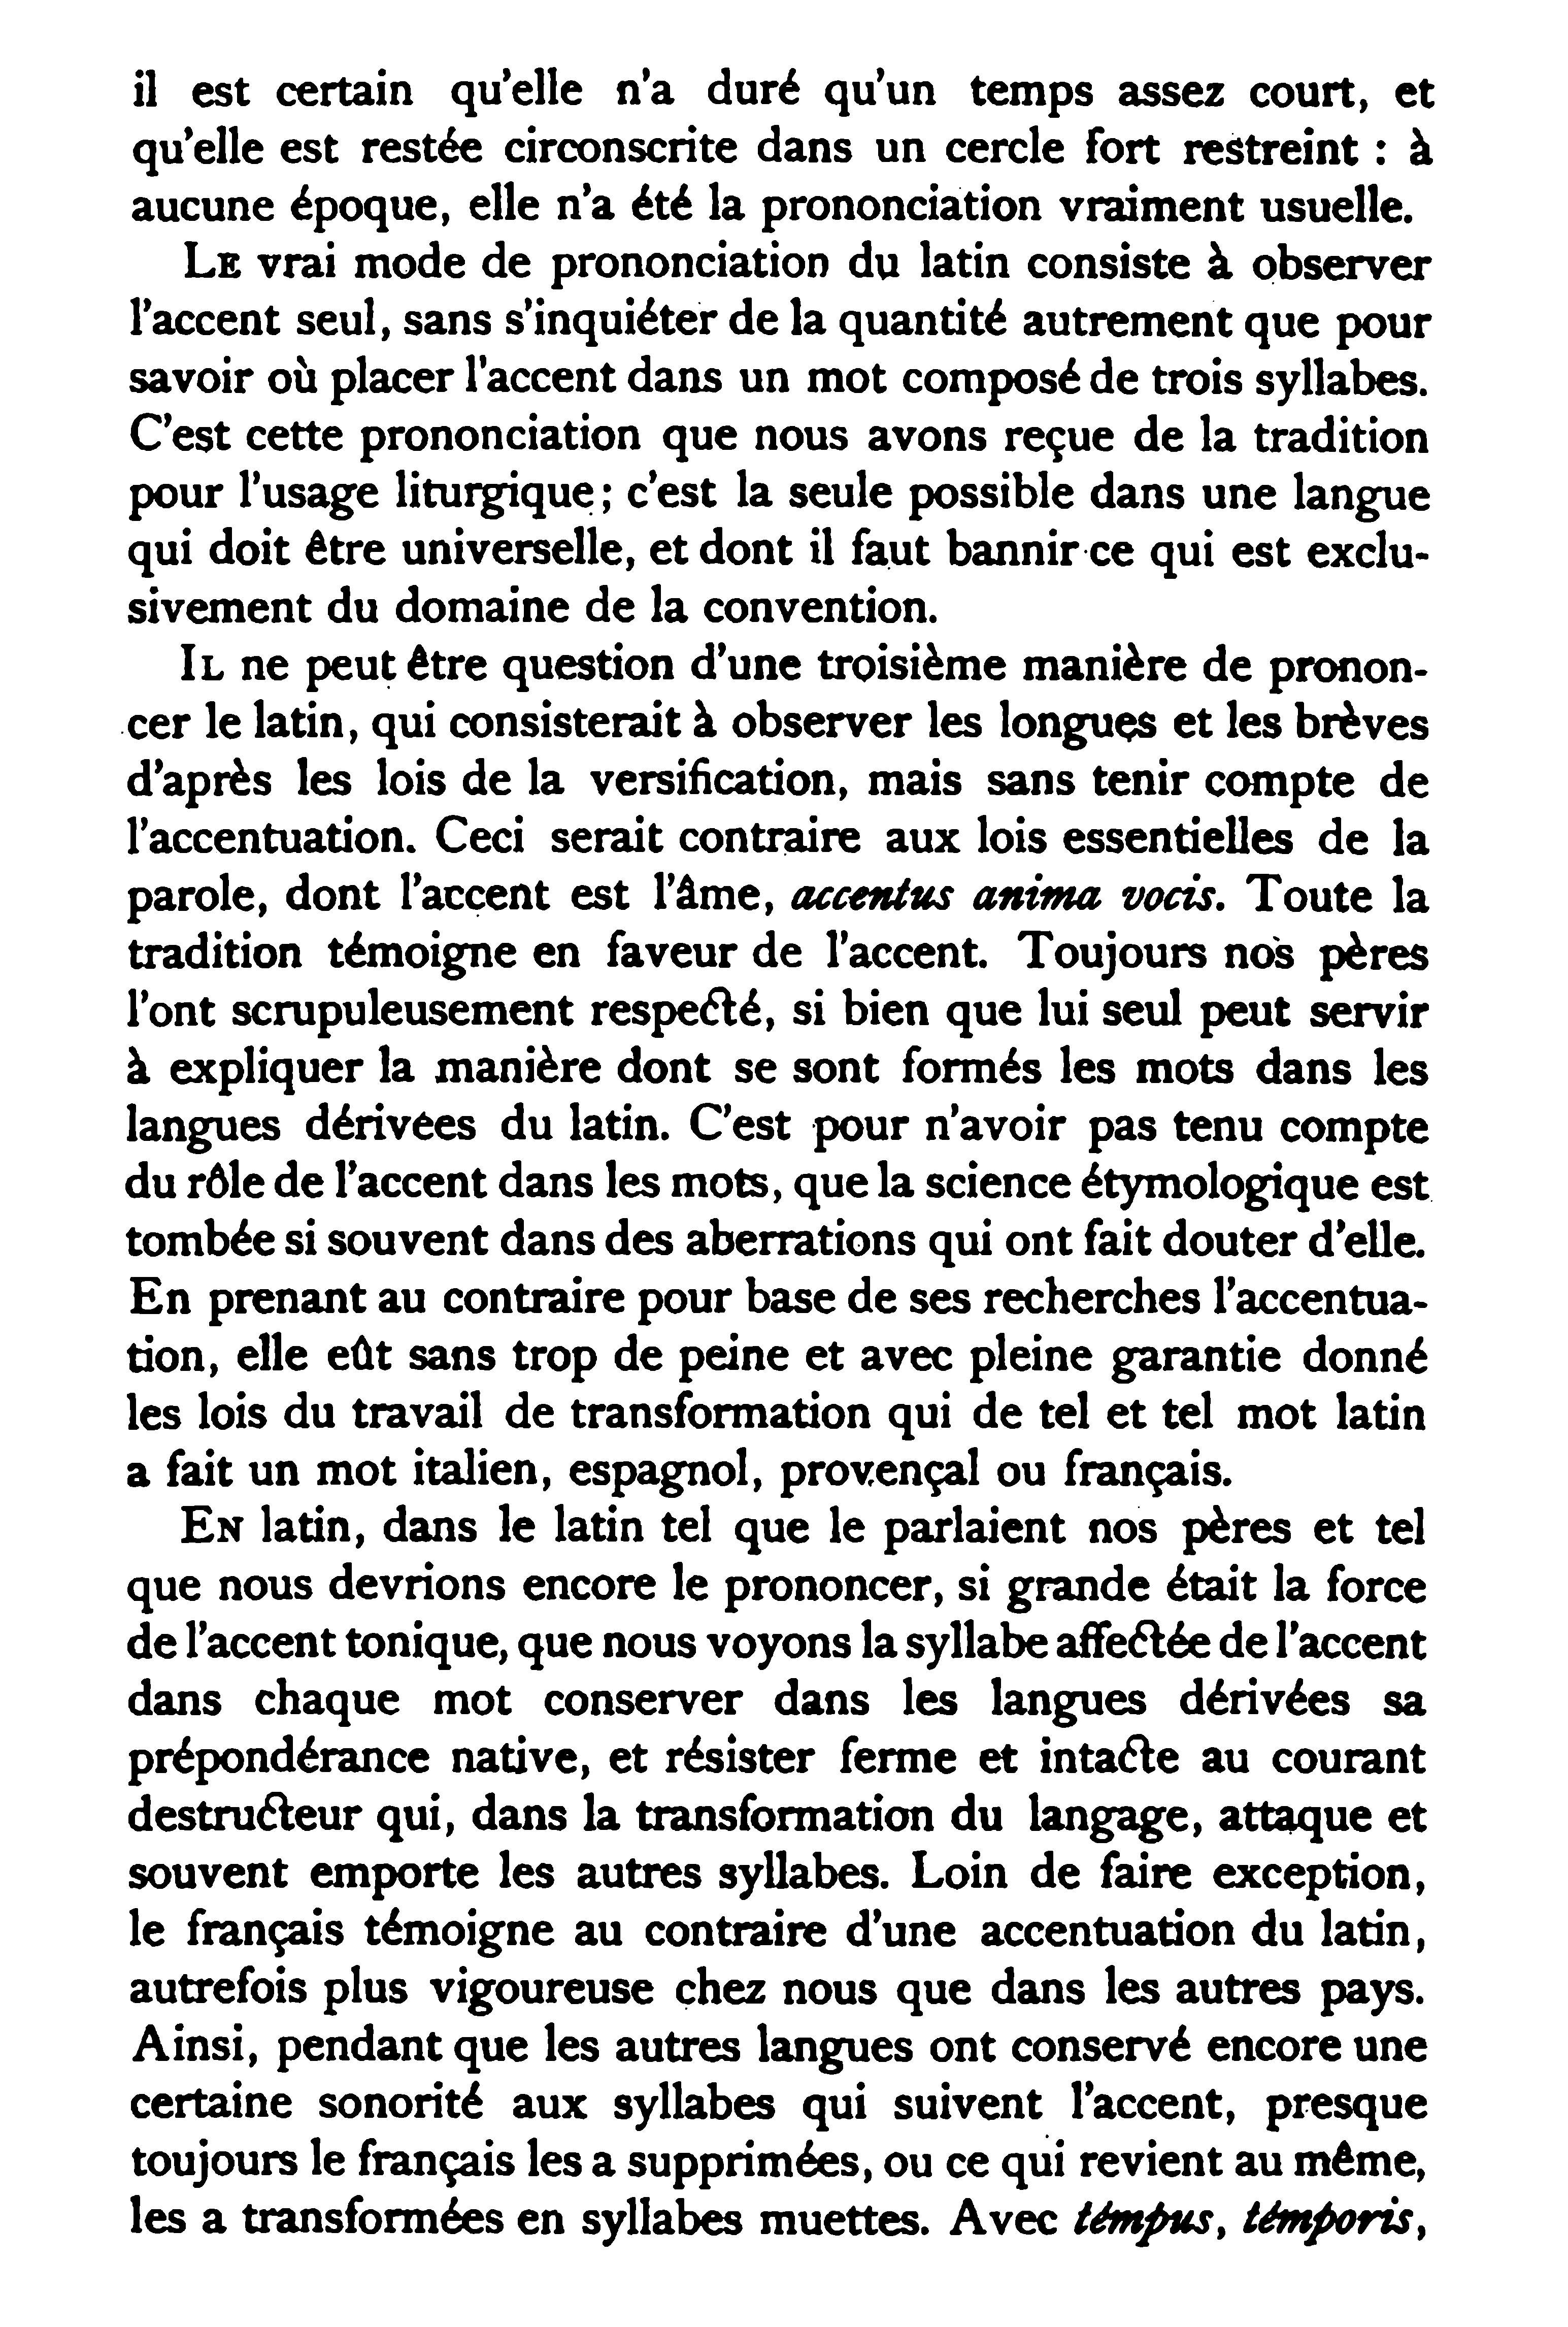 il est certain qu'elle n'a duré qu'un temps assez court, et
qu'elle est restée circonscrite dans un cercle fort restreint : à
aucune époque, elle n'a été la prononciation vraiment usuelle.
LE vrai mode de prononciation du latin consiste à observer
l'accent seul, sans s'inquiéter de la quantité autrement que pour
savoir où placer l'accent dans un mot composé de trois syllabes.
C'est cette prononciation que nous avons reçue de la tradition
pour l'usage liturgique; c'est la seule possible dans une langue
qui doit être universelle, et dont il faut bannir ce qui est exclu-
sivement du domaine de la convention.
IL ne peut être question d'une troisième manière de pronon-
cer le latin, qui consisterait à observer les longues et les brèves
d'après les lois de la versification, mais sans tenir compte de
l'accentuation. Ceci serait contraire aux lois essentielles de la
parole, dont l'accent est l'âme, accentus anima vocis. Toute la
tradition témoigne en faveur de l'accent. Toujours nos pères
l'ont scrupuleusement respecté, si bien que lui seul peut servir
à expliquer la manière dont se sont formés les mots dans les
langues dérivées du latin. C'est pour n'avoir pas tenu compte
du rôle de l'accent dans les mots, que la science étymologique est
tombée si souvent dans des aberrations qui ont fait douter d'elle.
En prenant au contraire pour base de ses recherches l'accentua-
tion, elle eût sans trop de peine et avec pleine garantie donné
les lois du travail de transformation qui de tel et tel mot latin
a fait un mot italien, espagnol, provençal ou français.
EN latin, dans le latin tel que le parlaient nos pères et tel
que nous devrions encore le prononcer, si grande était la force
de l'accent tonique, que nous voyons la syllabe affectée de l'accent
dans chaque mot conserver dans les langues dérivées sa
prépondérance native, et résister ferme et intacte au courant
destructeur qui, dans la transformation du langage, attaque et
souvent emporte les autres syllabes. Loin de faire exception,
le français témoigne au contraire d'une accentuation du latin,
autrefois plus vigoureuse chez nous que dans les autres pays.
Ainsi, pendant que les autres langues ont conservé encore une
certaine sonorité aux syllabes qui suivent l'accent, presque
toujours le français les a supprimées, ou ce qui revient au même,
les a transformées en syllabes muettes. Avec témpus, témporis,